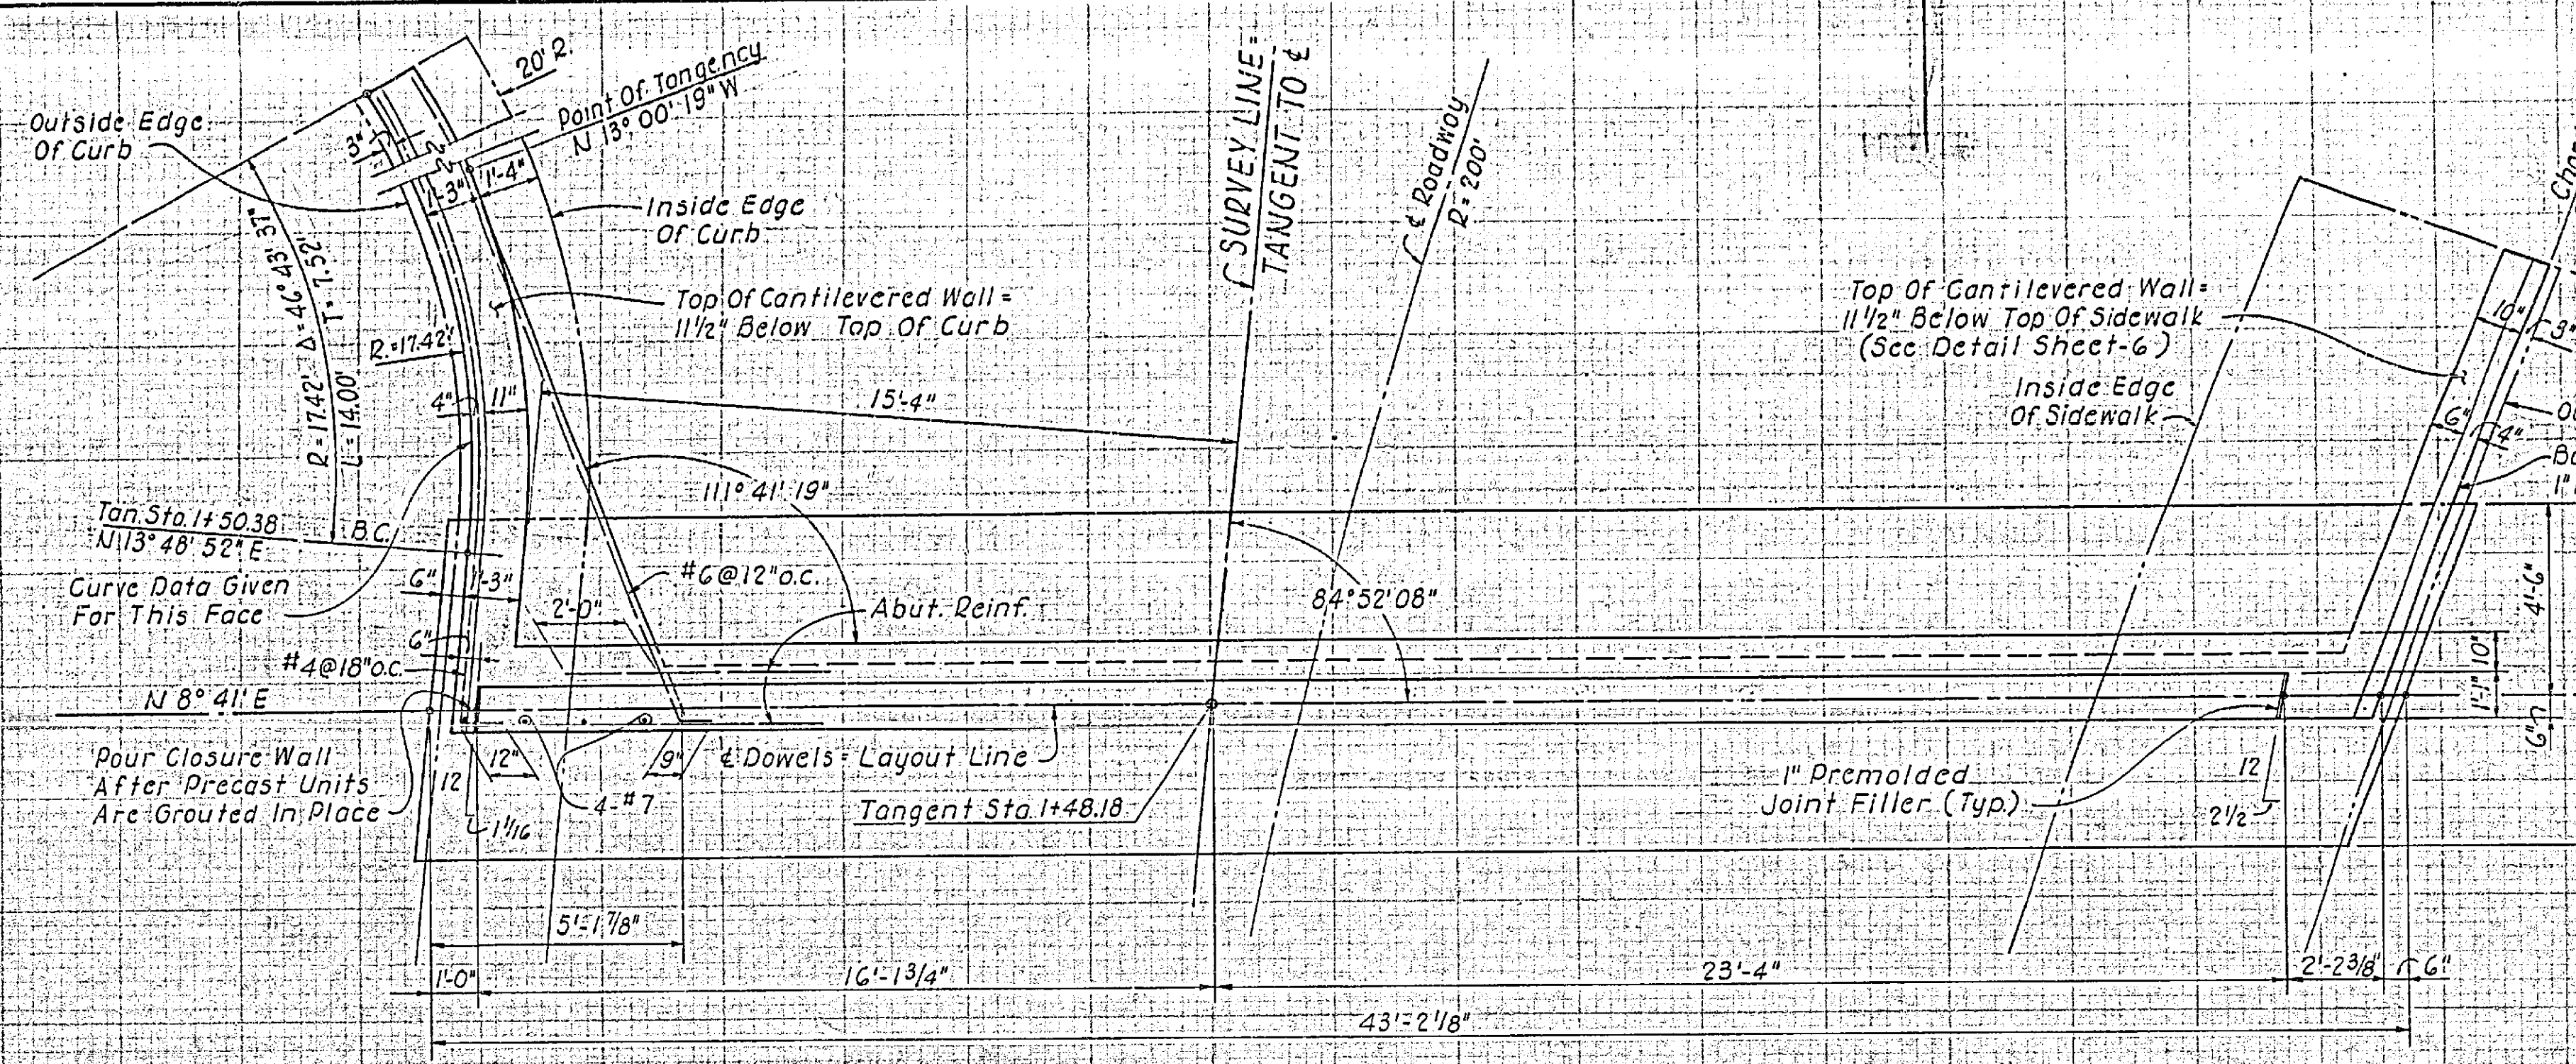 20' R
Point Of Tangency
N 13° 00' 19" W
Outside Edge
Of Curb
3"
1'-3"
1'-4"
Inside Edge
Of Curb
SURVEY LINE=
TANGENT TO ℄
℄ Roadway
R=200'
Δ=46° 43' 37"
T=7.52'
R=17.42'
L=14.00'
R.=17.42'
Top Of Cantilevered Wall=
11 1/2" Below Top Of Curb
4"
11"
15'-4"
111° 41' 19"
Top Of Cantilevered Wall=
11 1/2" Below Top Of Sidewalk
(See Detail Sheet-6)
Inside Edge
Of Sidewalk
10"
3"
6"
4"
1"
Tan. Sta. 1+50.38
N 13° 48' 52" E
B.C.
Curve Data Given
For This Face
6"
1'-3"
#6@12"o.c.
2'-0"
Abut. Reinf.
84°52'08"
4'-6"
6"
#4@18"o.c.
10"
1'-1"
6"
N 8° 41' E
Pour Closure Wall
After Precast Units
Are Grouted In Place
12
1 1/16
12"
9"
4-#7
℄ Dowels=Layout Line
Tangent Sta. 1+48.18
1" Premolded
Joint Filler (Typ.)
12
2 1/2
5'-1 7/8"
1'-0"
16'-1 3/4"
23'-4"
2'-2 3/8"
6"
43'-2 1/8"